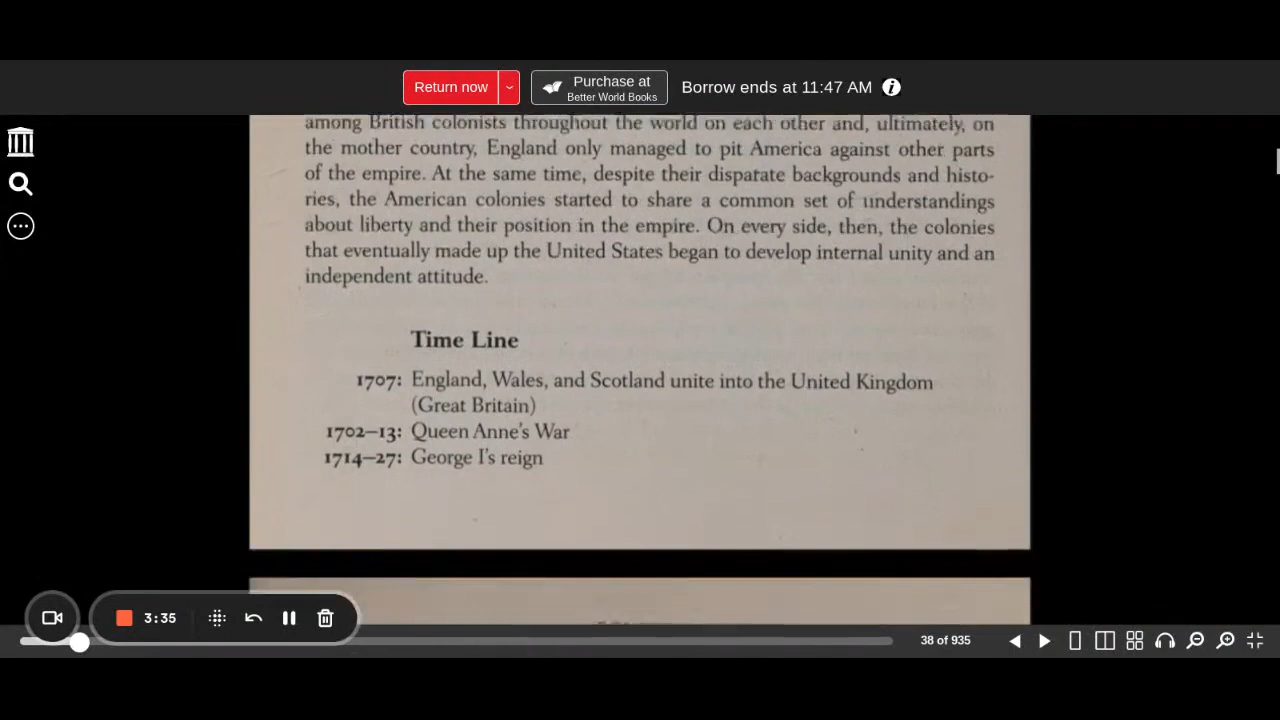 Return now
Purchase at
Better World Books
Borrow ends at 11:47 AM
among British colonists throughout the world on each other and, ultimately, on
the mother country, England only managed to pit America against other parts
of the empire. At the same time, despite their disparate backgrounds and histo-
ries, the American colonies started to share a common set of understandings
about liberty and their position in the empire. On every side, then, the colonies
that eventually made up the United States began to develop internal unity and an
independent attitude.
Time Line
1707: England, Wales, and Scotland unite into the United Kingdom
(Great Britain)
1702–13: Queen Anne's War
1714–27: George I's reign
3:35
38 of 935